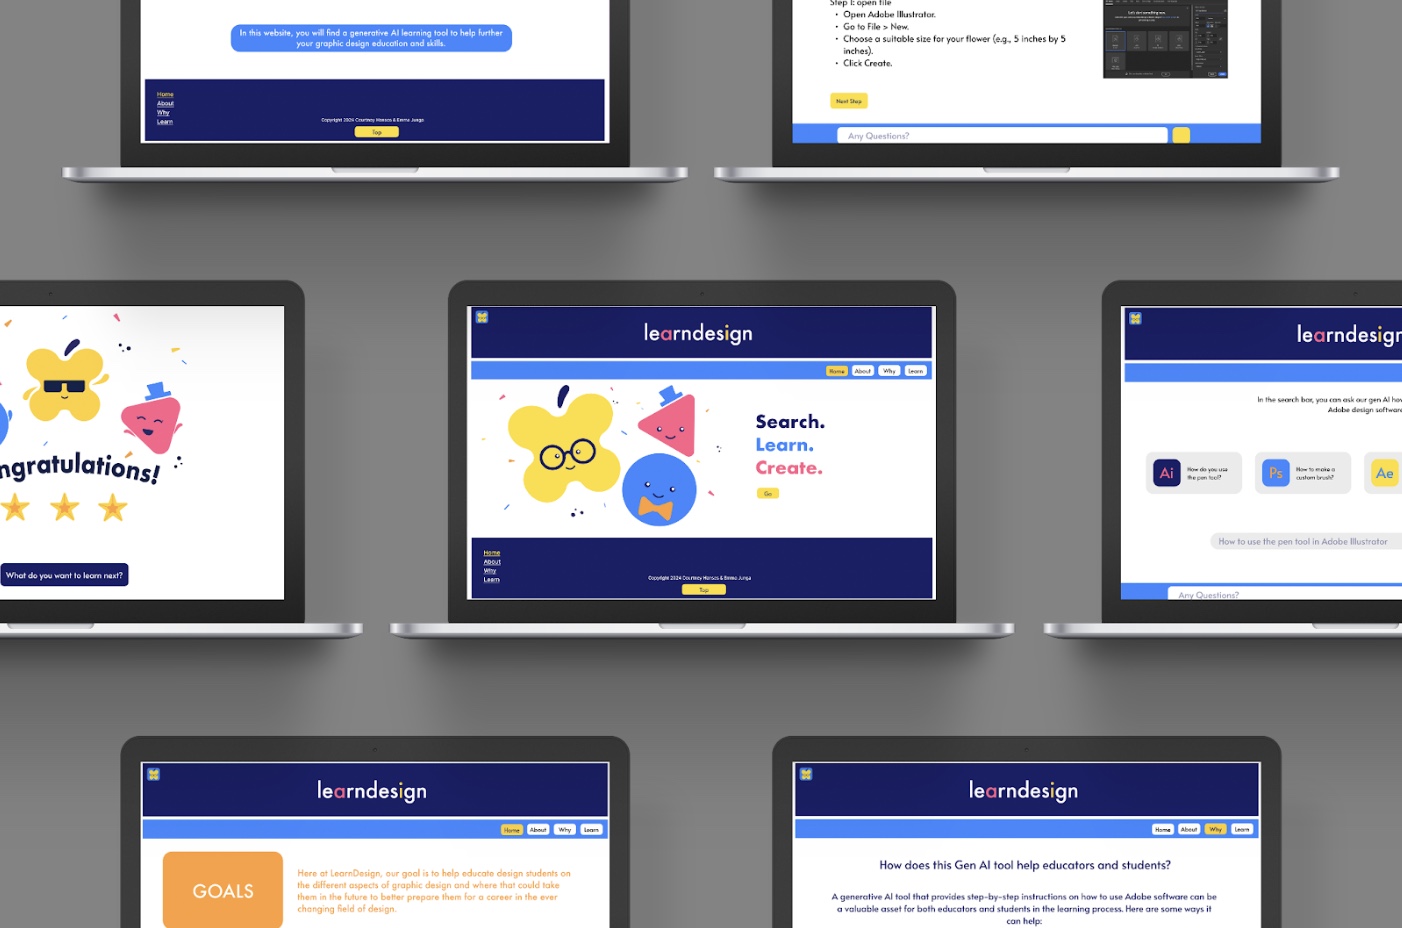 In this website, you will find a generative AI learning tool to help further
your graphic design education and skills.
Home
About
Why
Learn
Top
Step 1: open file
• Open Adobe Illustrator.
• Go to File > New.
• Choose a suitable size for your flower (e.g., 5 inches by 5
inches).
• Click Create.
Next Step
Any Questions?
ngratulations!
What do you want to learn next?
learndesign
Home About Why Learn
Search.
Learn.
Create.
Go
Home
About
Why
Learn
Copyright 2024 Courtney Hansos & Emma Junga
Top
learndesign
In the search bar, you can ask our gen AI ho
Adobe design software
Ai
How do you use
the pen tool?
Ps
How to make a
custom brush?
Ae
How to use the pen tool in Adobe Illustrator
Any Questions?
learndesign
Home About Why Learn
GOALS
Here at LearnDesign, our goal is to help educate design students on
the different aspects of graphic design and where that could take
them in the future to better prepare them for a career in the ever
changing field of design.
learndesign
Home About Why Learn
How does this Gen AI tool help educators and students?
A generative AI tool that provides step-by-step instructions on how to use Adobe software can be
a valuable asset for both educators and students in the learning process. Here are some ways it
can help: